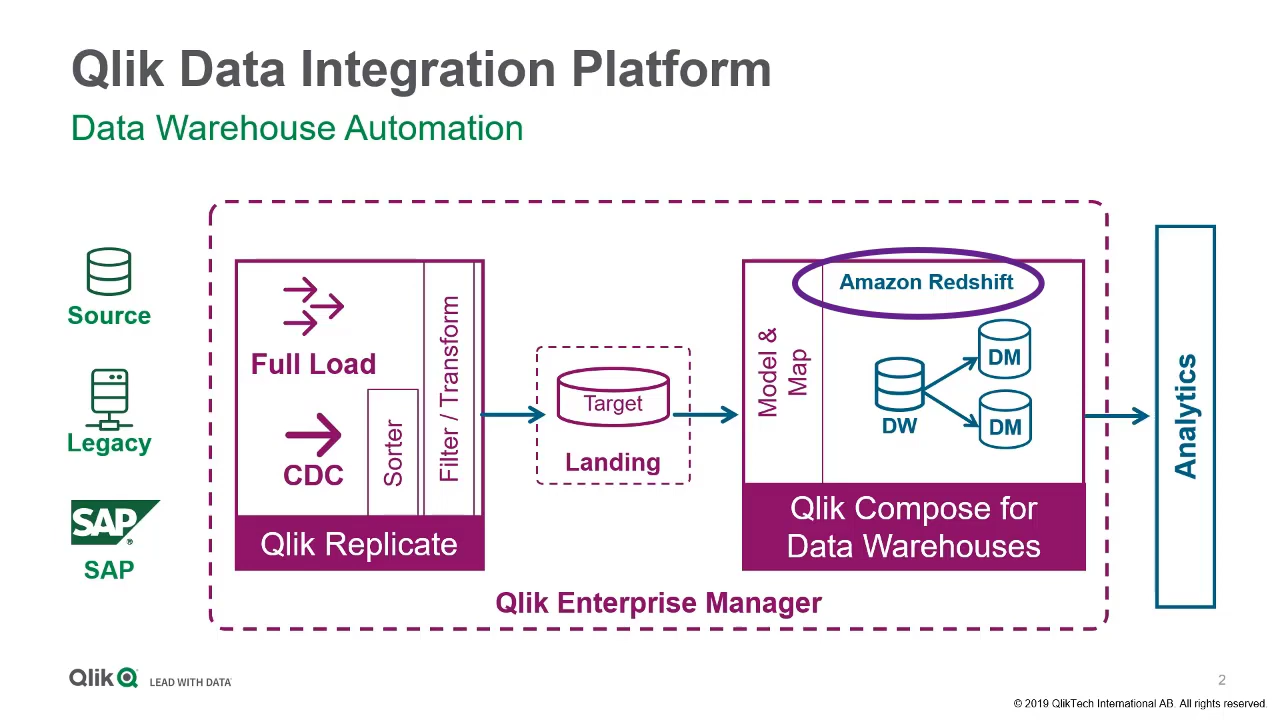 Qlik Data Integration Platform
Data Warehouse Automation
Source
Legacy
SAP
SAP
Full Load
CDC
Sorter
Filter / Transform
Qlik Replicate
Target
Landing
Model &
Map
Amazon Redshift
DW
DM
DM
Qlik Compose for
Data Warehouses
Qlik Enterprise Manager
Analytics
Qlik LEAD WITH DATA
2
© 2019 QlikTech International AB. All rights reserved.